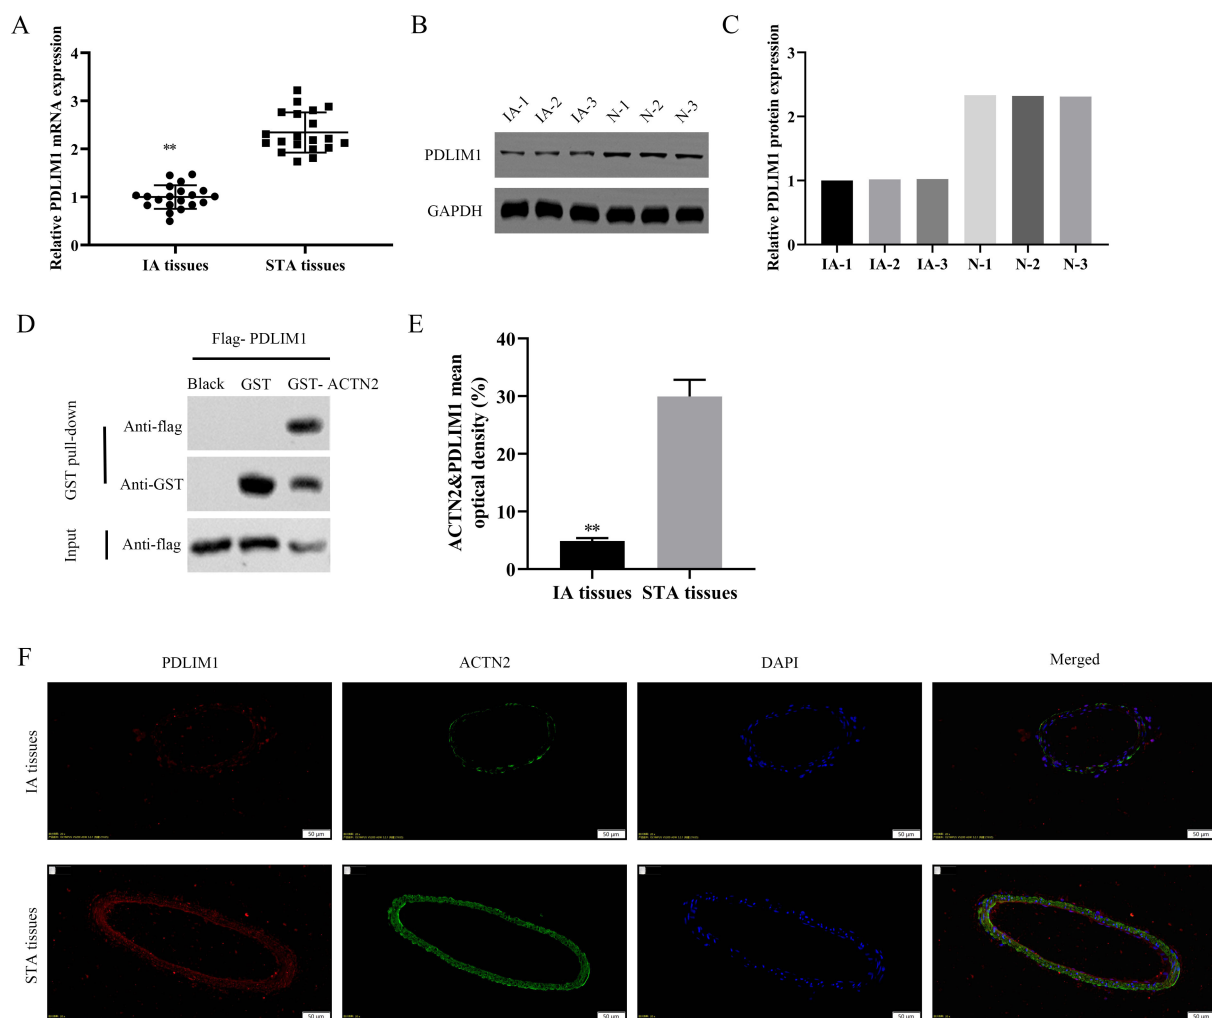 A
Relative PDLIM1 mRNA expression
4
3
2
1
0
**
IA tissues
STA tissues
B
IA-1
IA-2
IA-3
N-1
N-2
N-3
PDLIM1
GAPDH
C
Relative PDLIM1 protein expression
3
2
1
0
IA-1
IA-2
IA-3
N-1
N-2
N-3
D
Flag- PDLIM1
Black
GST
GST- ACTN2
GST pull-down
Anti-flag
Anti-GST
Input
Anti-flag
E
ACTN2&PDLIM1 mean
optical density (%)
40
30
20
10
0
**
IA tissues
STA tissues
F
PDLIM1
ACTN2
DAPI
Merged
IA tissues
50 μm
50 μm
50 μm
50 μm
STA tissues
50 μm
50 μm
50 μm
50 μm